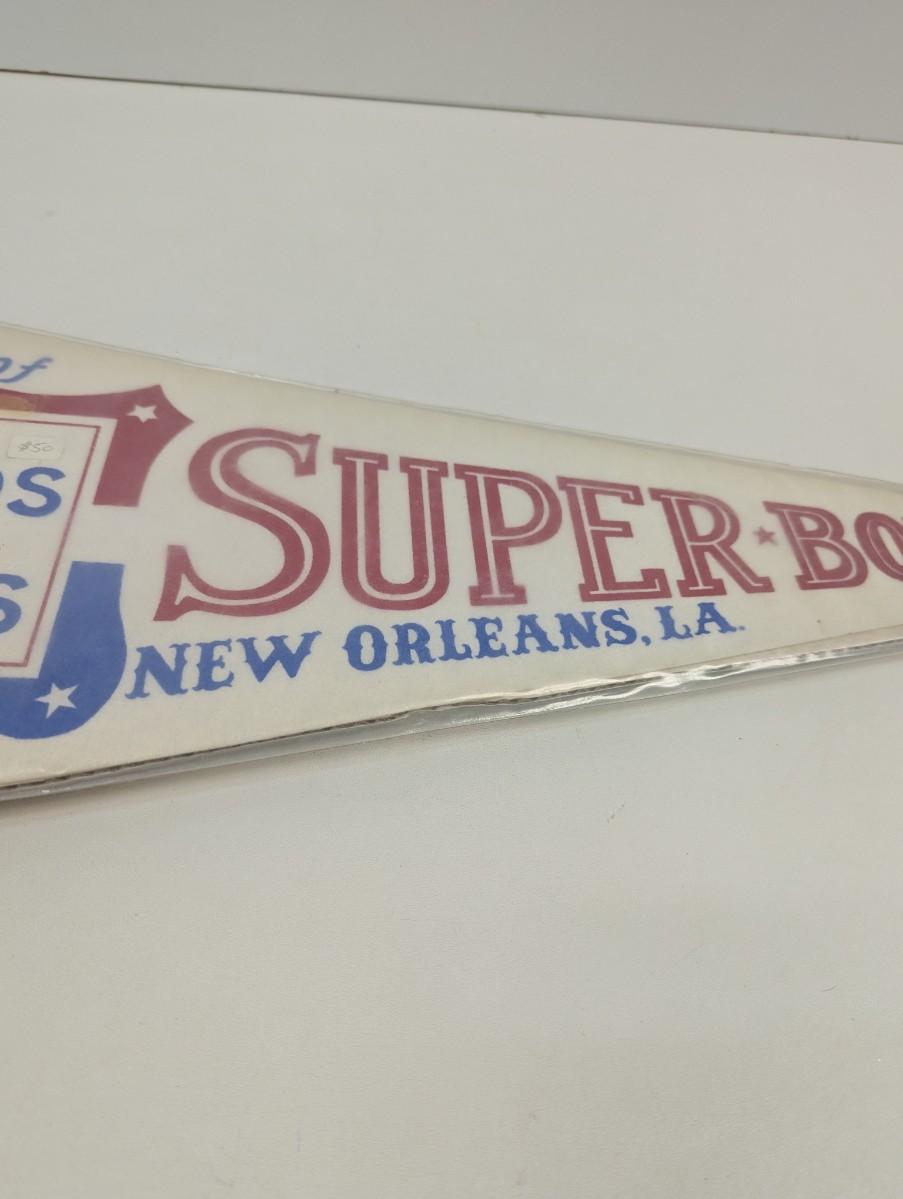 of
$50
OS
S
SUPER★BO
NEW ORLEANS, LA.